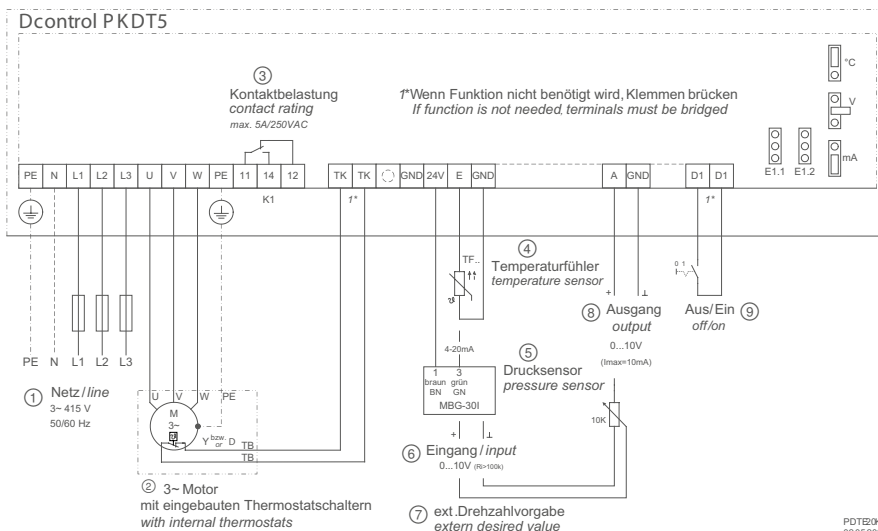 Dcontrol PKDT5
3
Kontaktbelastung
contact rating
max. 5A/250VAC
1*Wenn Funktion nicht benötigt wird, Klemmen brücken
If function is not needed, terminals must be bridged
°C
V
mA
E1.1 E1.2
PE N L1 L2 L3 U V W PE 11 14 12 TK TK GND 24V E GND A GND D1 D1
K1 1* 1*
4
TF..
Temperaturfühler
temperature sensor
0 1
+ ⊥
8 Ausgang
output
0...10V
(Imax=10mA)
Aus/Ein 9
off/on
PE N L1 L2 L3
1 Netz/line
3~ 415 V
50/60 Hz
4-20mA
1 3
braun grün
BN GN
MBG-30I
5
Drucksensor
pressure sensor
10K
U V W PE
M
3~
Y bzw. or D
TB
TB
+ ⊥
6 Eingang/input
0...10V (Ri>100k)
2 3~ Motor
mit eingebauten Thermostatschaltern
with internal thermostats
7 ext.Drehzahlvorgabe
extern desired value